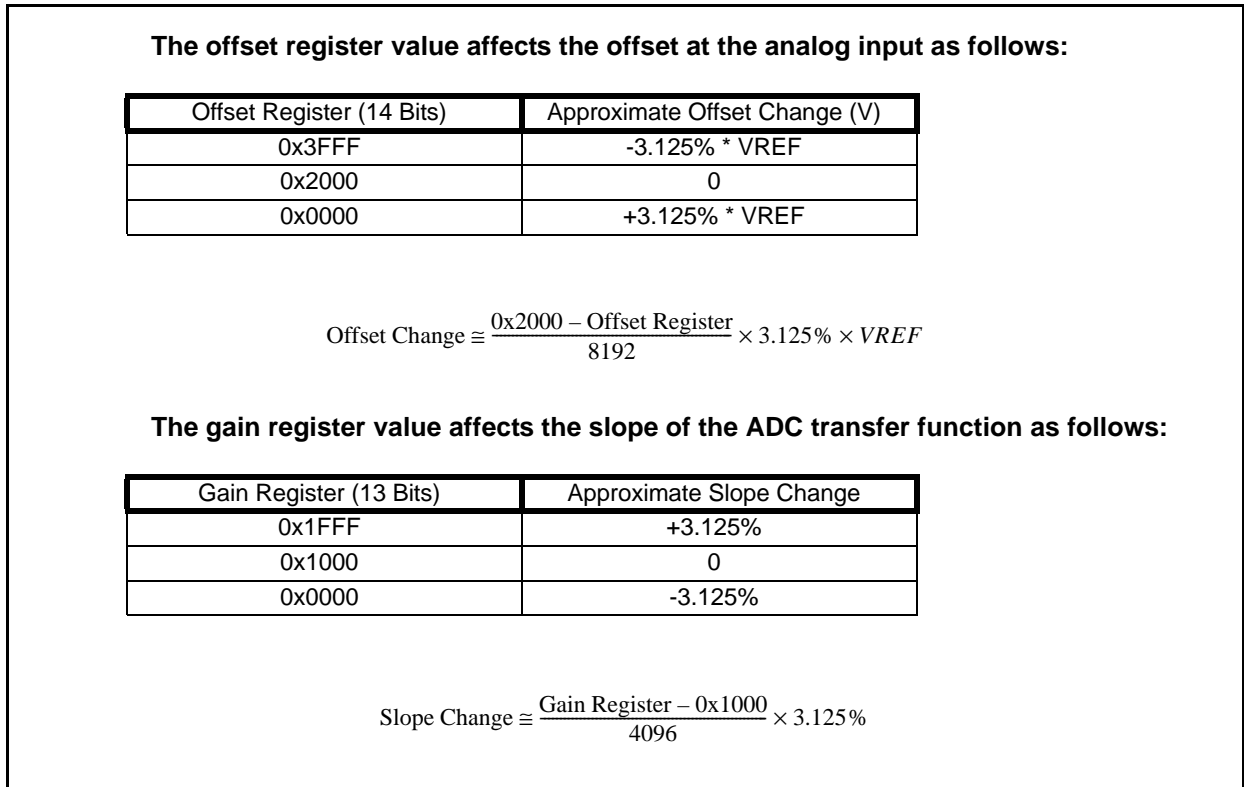 The offset register value affects the offset at the analog input as follows:
Offset Register (14 Bits) Approximate Offset Change (V)
0x3FFF -3.125% * VREF
0x2000 0
0x0000 +3.125% * VREF
Offset Change ≅ (0x2000 – Offset Register) / 8192 × 3.125% × VREF
The gain register value affects the slope of the ADC transfer function as follows:
Gain Register (13 Bits) Approximate Slope Change
0x1FFF +3.125%
0x1000 0
0x0000 -3.125%
Slope Change ≅ (Gain Register – 0x1000) / 4096 × 3.125%